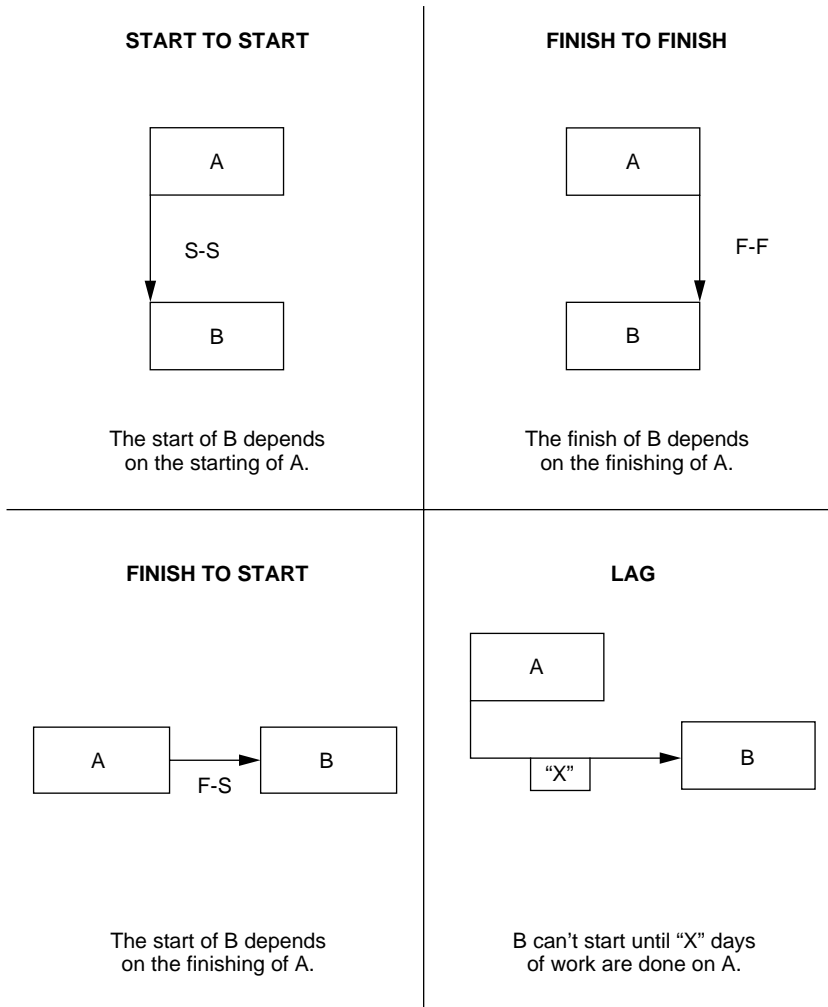 START TO START
A
S-S
B
The start of B depends
on the starting of A.
FINISH TO FINISH
A
F-F
B
The finish of B depends
on the finishing of A.
FINISH TO START
A
F-S
B
The start of B depends
on the finishing of A.
LAG
A
“X”
B
B can’t start until “X” days
of work are done on A.